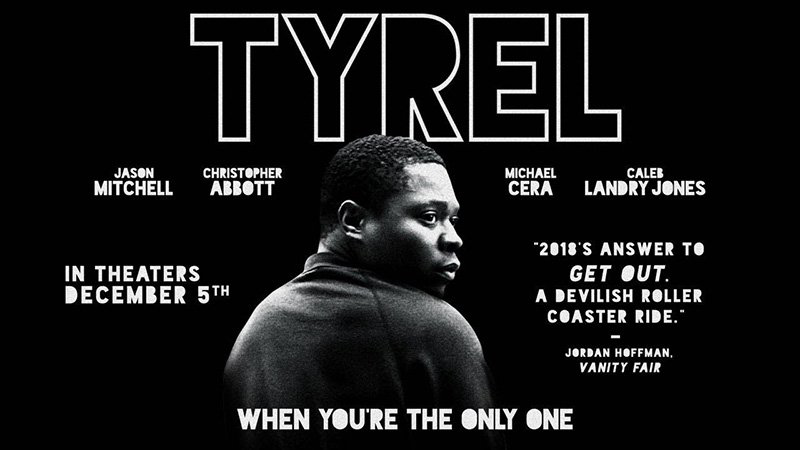 TYREL
JASON
MITCHELL
CHRISTOPHER
ABBOTT
MICHAEL
CERA
CALEB
LANDRY JONES
IN THEATERS
DECEMBER 5TH
"2018'S ANSWER TO
GET OUT.
A DEVILISH ROLLER
COASTER RIDE."
–
JORDAN HOFFMAN,
VANITY FAIR
WHEN YOU'RE THE ONLY ONE